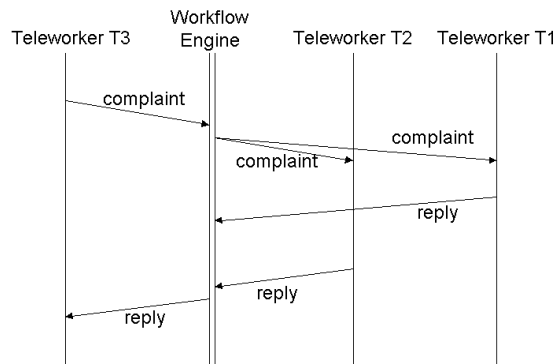 Workflow
Engine
Teleworker T3
Teleworker T2
Teleworker T1
complaint
complaint
complaint
reply
reply
reply